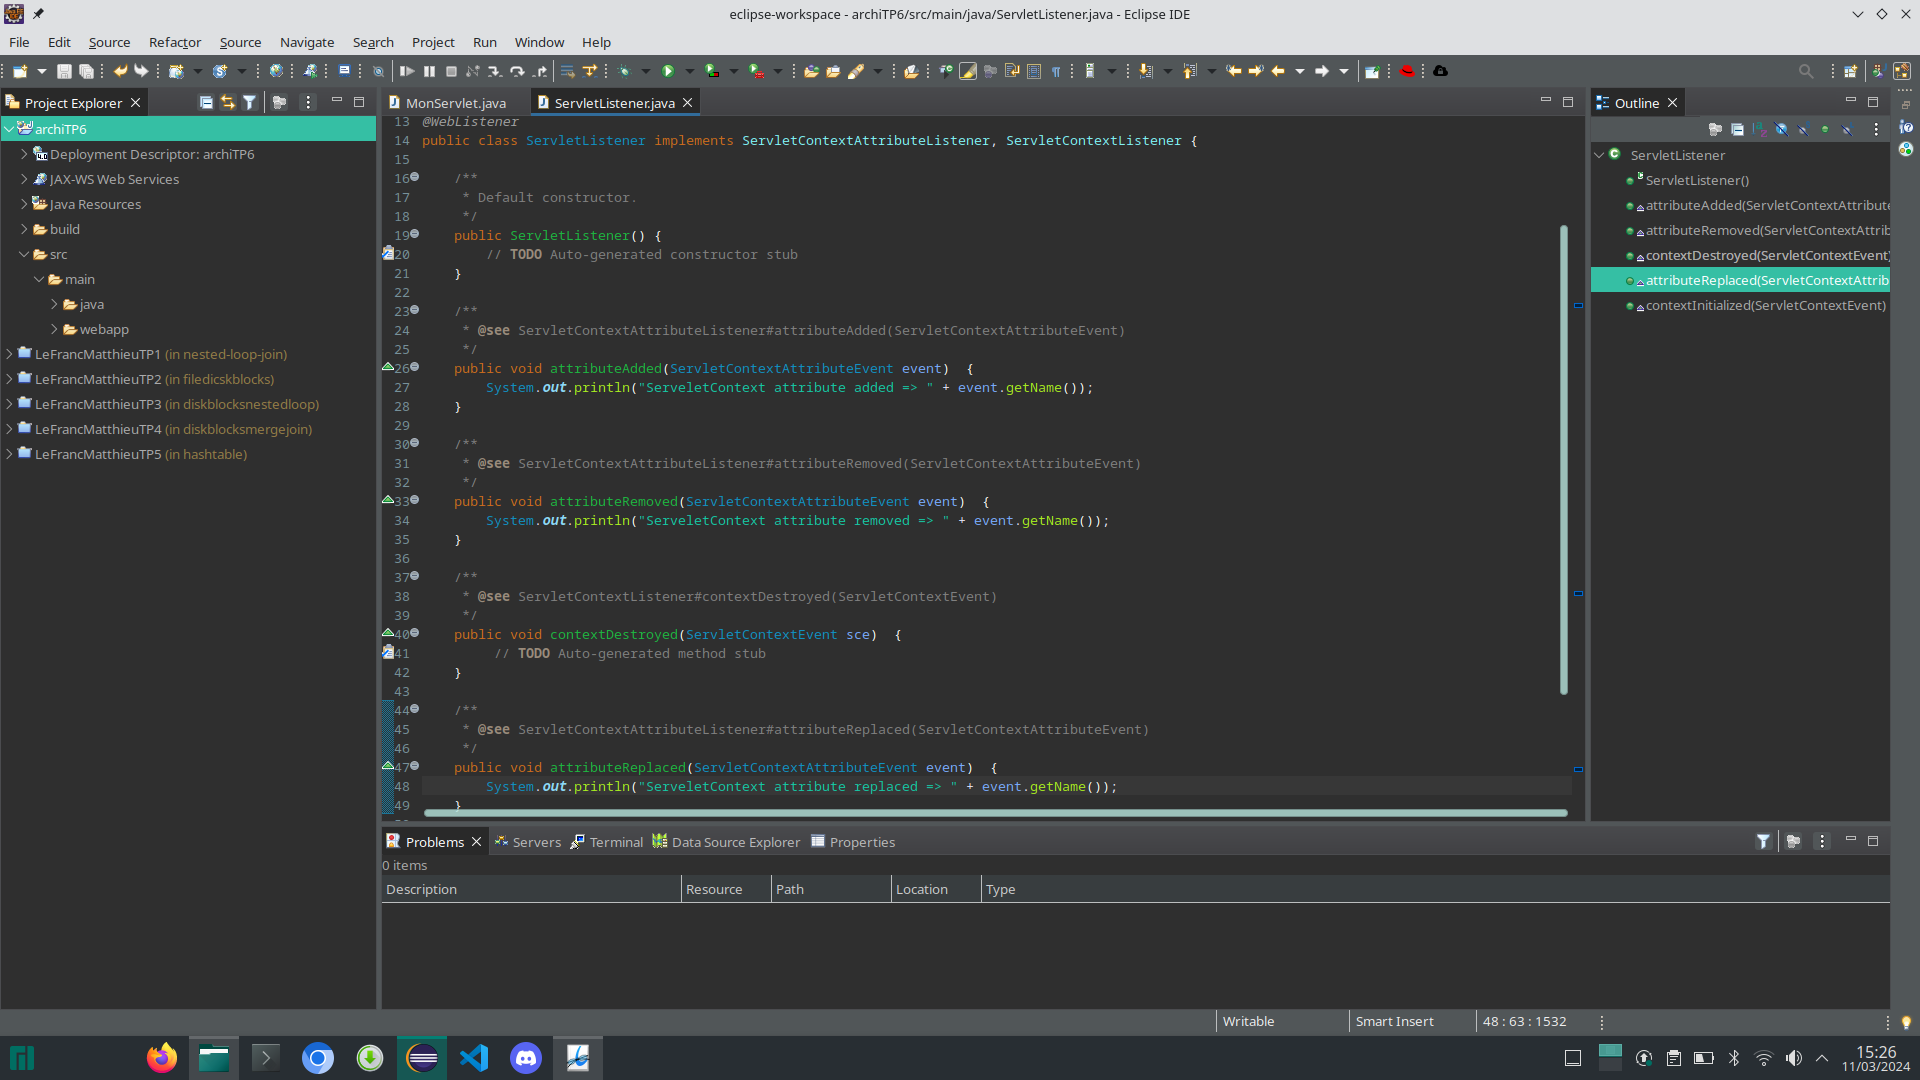 eclipse-workspace - archiTP6/src/main/java/ServletListener.java - Eclipse IDE
File Edit Source Refactor Source Navigate Search Project Run Window Help
Project Explorer
archiTP6
Deployment Descriptor: archiTP6
JAX-WS Web Services
Java Resources
build
src
main
java
webapp
LeFrancMatthieuTP1 (in nested-loop-join)
LeFrancMatthieuTP2 (in filedicskblocks)
LeFrancMatthieuTP3 (in diskblocksnestedloop)
LeFrancMatthieuTP4 (in diskblocksmergejoin)
LeFrancMatthieuTP5 (in hashtable)
MonServlet.java ServletListener.java
13 @WebListener
14 public class ServletListener implements ServletContextAttributeListener, ServletContextListener {
15
16 /**
17 * Default constructor.
18 */
19 public ServletListener() {
20 // TODO Auto-generated constructor stub
21 }
22
23 /**
24 * @see ServletContextAttributeListener#attributeAdded(ServletContextAttributeEvent)
25 */
26 public void attributeAdded(ServletContextAttributeEvent event) {
27 System.out.println("ServeletContext attribute added => " + event.getName());
28 }
29
30 /**
31 * @see ServletContextAttributeListener#attributeRemoved(ServletContextAttributeEvent)
32 */
33 public void attributeRemoved(ServletContextAttributeEvent event) {
34 System.out.println("ServeletContext attribute removed => " + event.getName());
35 }
36
37 /**
38 * @see ServletContextListener#contextDestroyed(ServletContextEvent)
39 */
40 public void contextDestroyed(ServletContextEvent sce) {
41 // TODO Auto-generated method stub
42 }
43
44 /**
45 * @see ServletContextAttributeListener#attributeReplaced(ServletContextAttributeEvent)
46 */
47 public void attributeReplaced(ServletContextAttributeEvent event) {
48 System.out.println("ServeletContext attribute replaced => " + event.getName());
49 }
Outline
ServletListener
ServletListener()
attributeAdded(ServletContextAttribute
attributeRemoved(ServletContextAttrib
contextDestroyed(ServletContextEvent)
attributeReplaced(ServletContextAttrib
contextInitialized(ServletContextEvent)
Problems Servers Terminal Data Source Explorer Properties
0 items
Description Resource Path Location Type
Writable Smart Insert 48 : 63 : 1532
15:26
11/03/2024